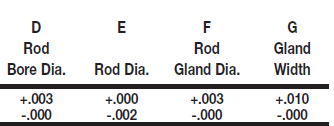 D E F G
Rod Rod Gland
Bore Dia. Rod Dia. Gland Dia. Width
+.003 +.000 +.003 +.010
-.000 -.002 -.000 -.000